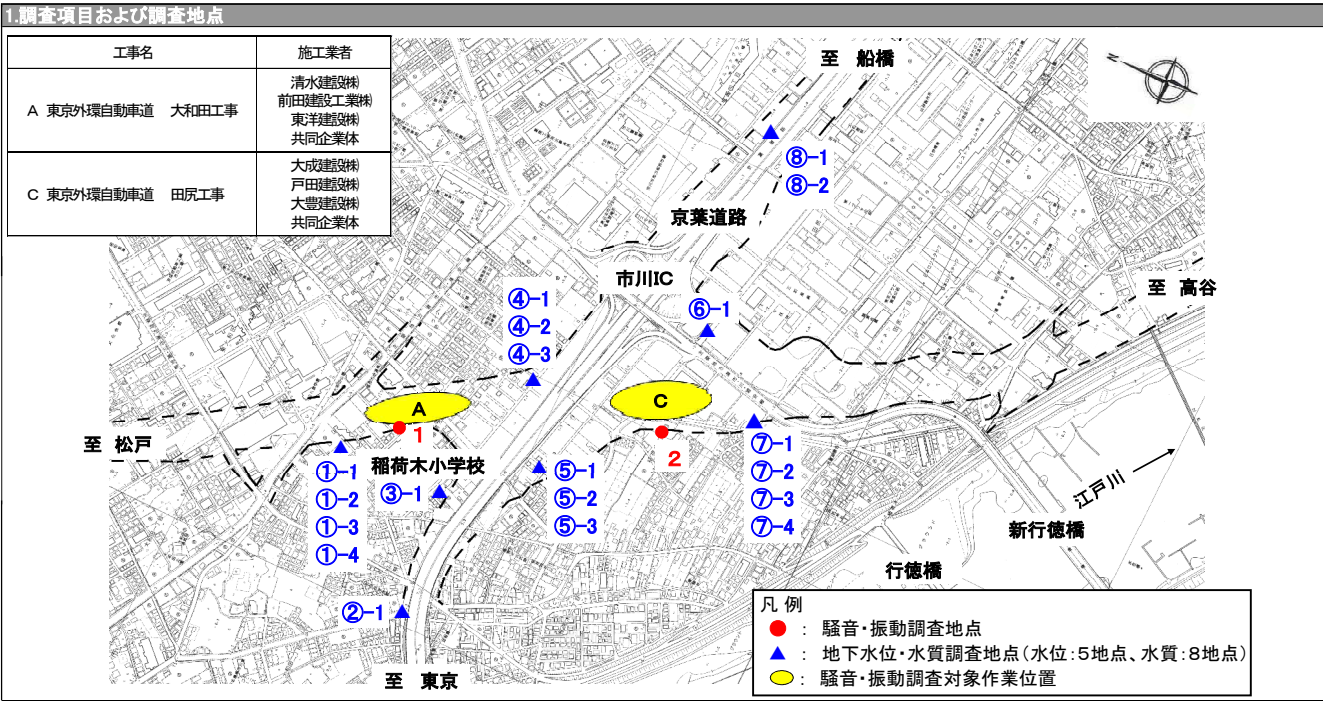 1.調査項目および調査地点
工事名
施工業者
A 東京外環自動車道 大和田工事
清水建設㈱
前田建設工業㈱
東洋建設㈱
共同企業体
C 東京外環自動車道 田尻工事
大成建設㈱
戸田建設㈱
大豊建設㈱
共同企業体
至 船橋
⑧-1
⑧-2
京葉道路
市川IC
至 高谷
④-1
④-2
④-3
⑥-1
A
C
至 松戸
1
2
稲荷木小学校
①-1
①-2
①-3
①-4
③-1
⑤-1
⑤-2
⑤-3
⑦-1
⑦-2
⑦-3
⑦-4
江戸川
新行徳橋
行徳橋
②-1
至 東京
凡 例
： 騒音・振動調査地点
： 地下水位・水質調査地点(水位：5地点、水質：8地点)
： 騒音・振動調査対象作業位置